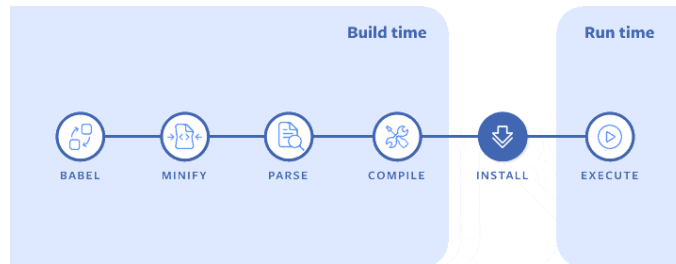 Build time
Run time
BABEL
MINIFY
PARSE
COMPILE
INSTALL
EXECUTE